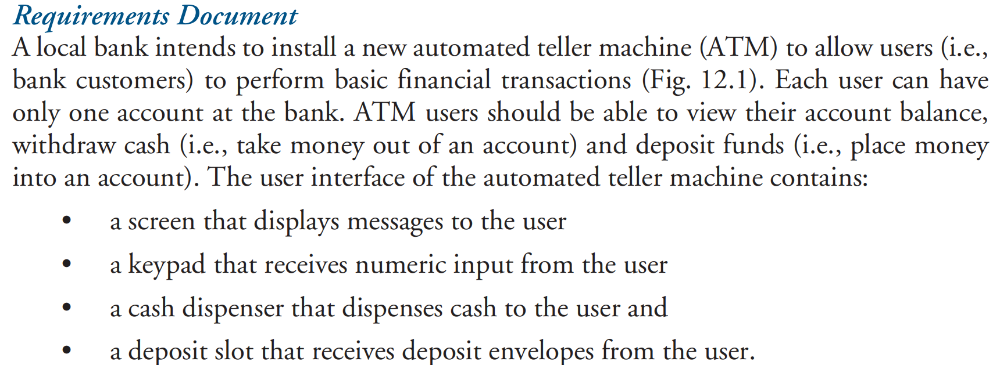 Requirements Document
A local bank intends to install a new automated teller machine (ATM) to allow users (i.e.,
bank customers) to perform basic financial transactions (Fig. 12.1). Each user can have
only one account at the bank. ATM users should be able to view their account balance,
withdraw cash (i.e., take money out of an account) and deposit funds (i.e., place money
into an account). The user interface of the automated teller machine contains:
• a screen that displays messages to the user
• a keypad that receives numeric input from the user
• a cash dispenser that dispenses cash to the user and
• a deposit slot that receives deposit envelopes from the user.